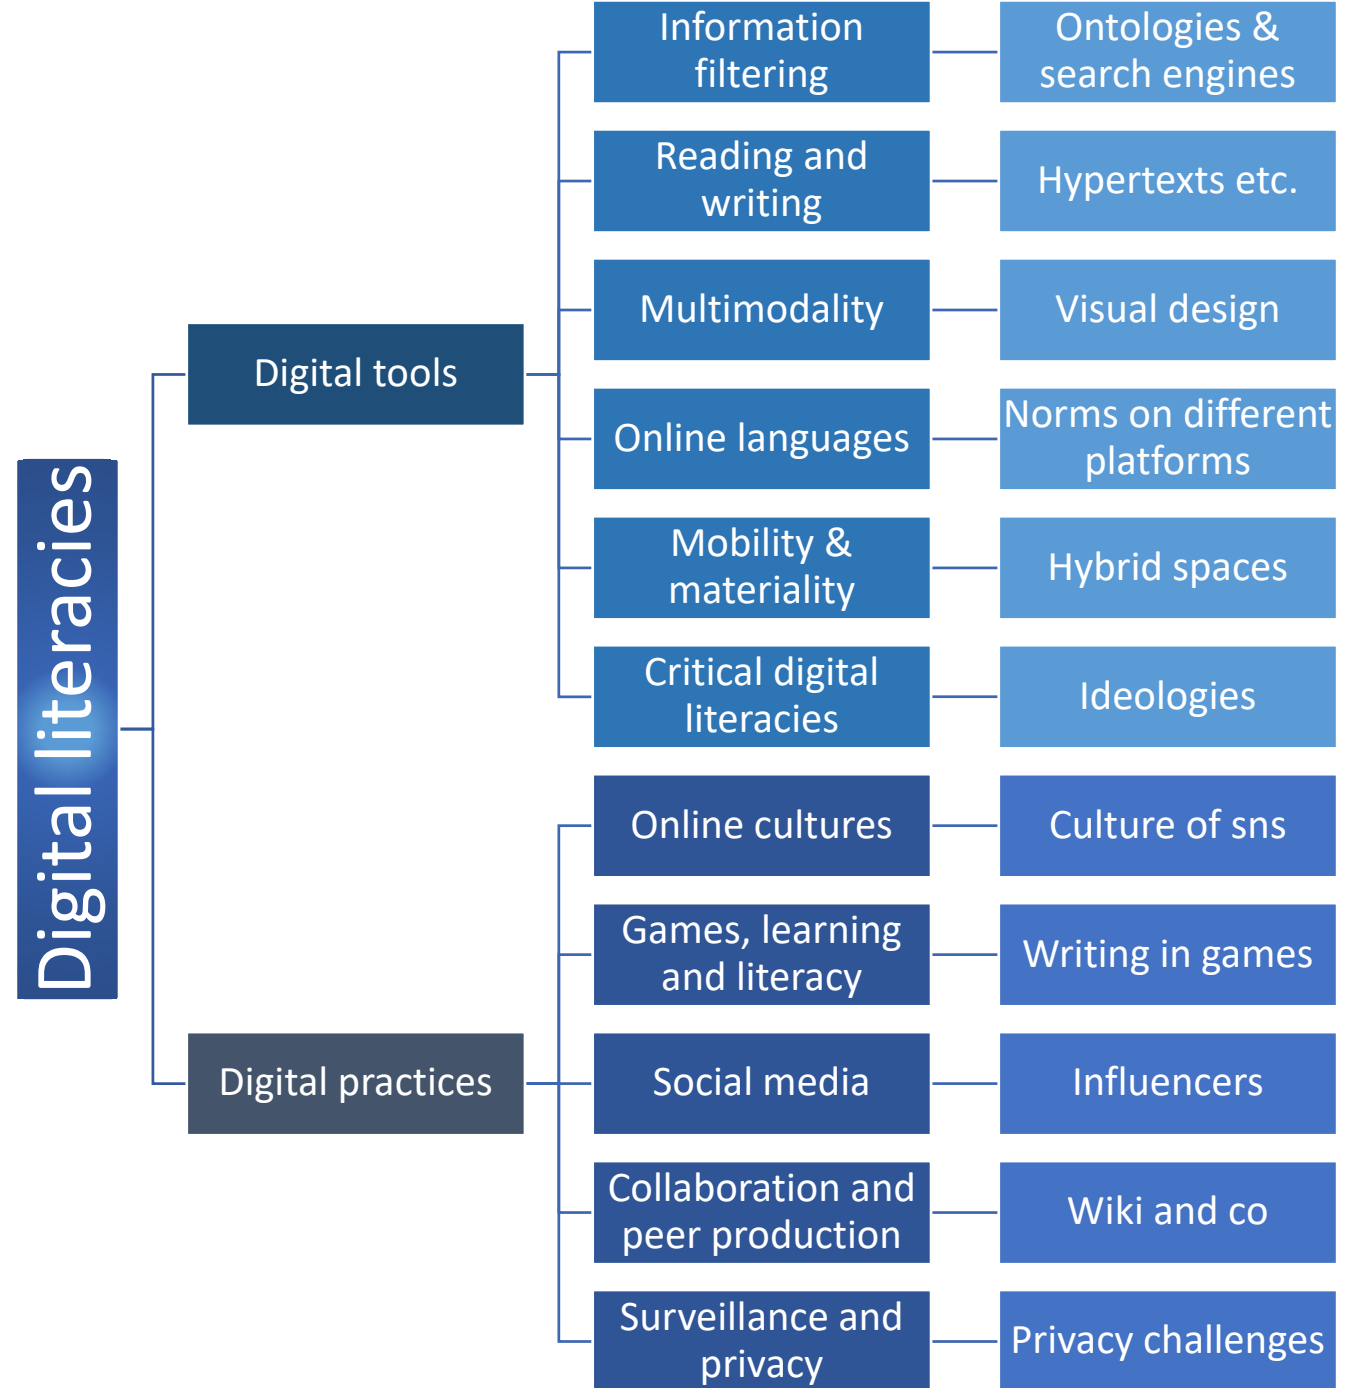 Digital literacies
Digital tools
Information
filtering
Ontologies &
search engines
Reading and
writing
Hypertexts etc.
Multimodality
Visual design
Online languages
Norms on different
platforms
Mobility &
materiality
Hybrid spaces
Critical digital
literacies
Ideologies
Digital practices
Online cultures
Culture of sns
Games, learning
and literacy
Writing in games
Social media
Influencers
Collaboration and
peer production
Wiki and co
Surveillance and
privacy
Privacy challenges